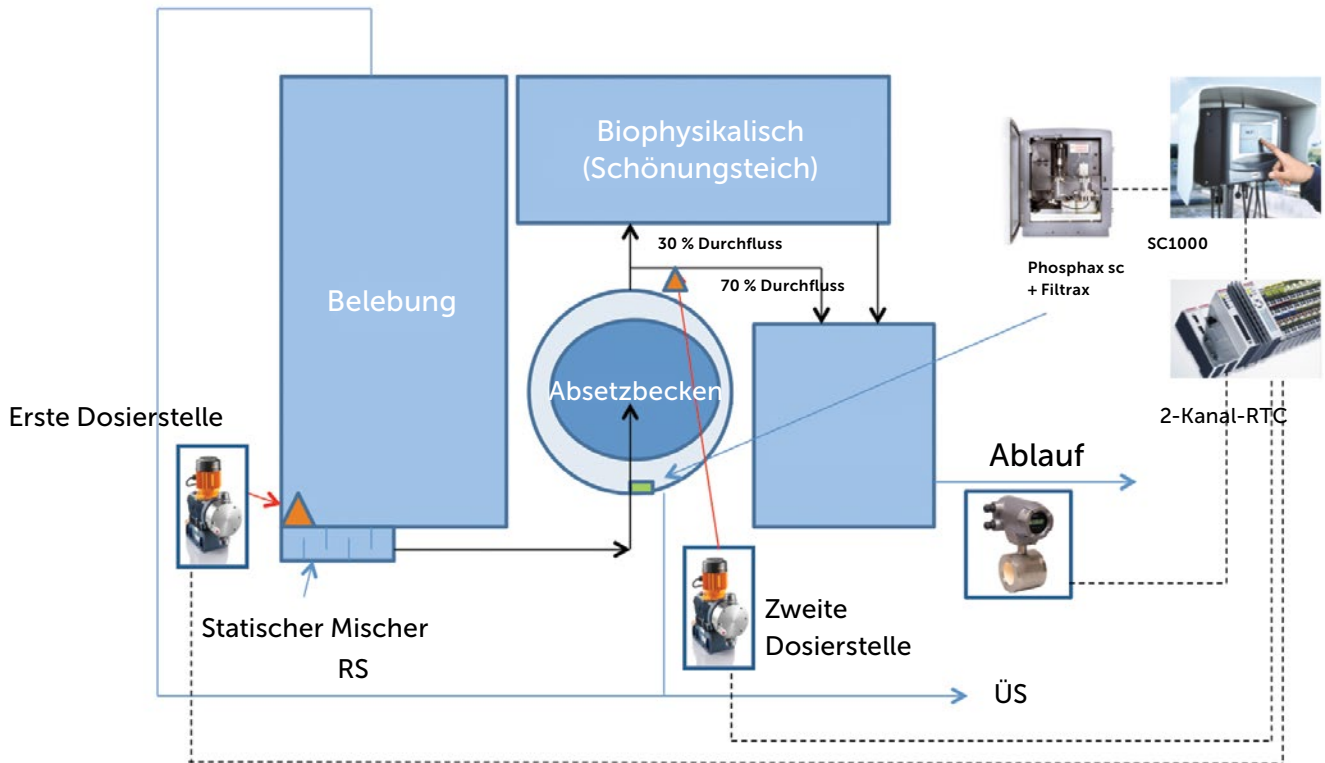 Biophysikalisch
(Schönungsteich)
30 % Durchfluss
SC1000
Phosphax sc
+ Filtrax
70 % Durchfluss
Belebung
Absetzbecken
Erste Dosierstelle
2-Kanal-RTC
Ablauf
Statischer Mischer
RS
Zweite
Dosierstelle
ÜS